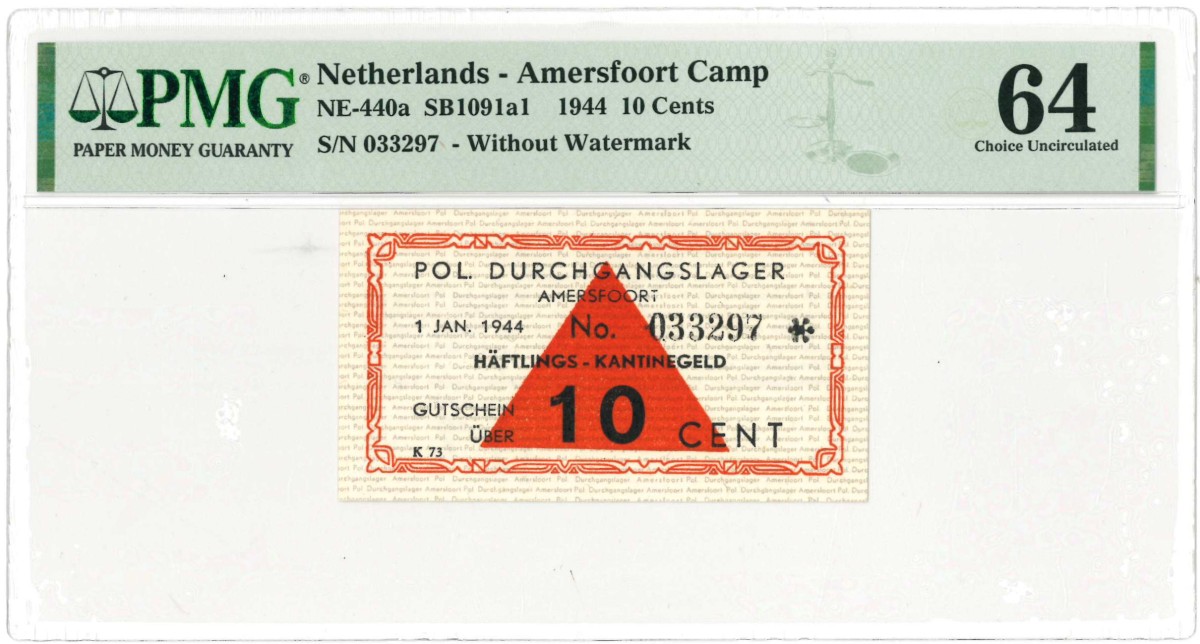 PMG®
PAPER MONEY GUARANTY
Netherlands - Amersfoort Camp
NE-440a SB1091a1 1944 10 Cents
S/N 033297 - Without Watermark
64
Choice Uncirculated
POL. DURCHGANGSLAGER
AMERSFOORT
1 JAN. 1944 No. 033297 *
HÄFTLINGS - KANTINEGELD
GUTSCHEIN
ÜBER 10 CENT
K 73